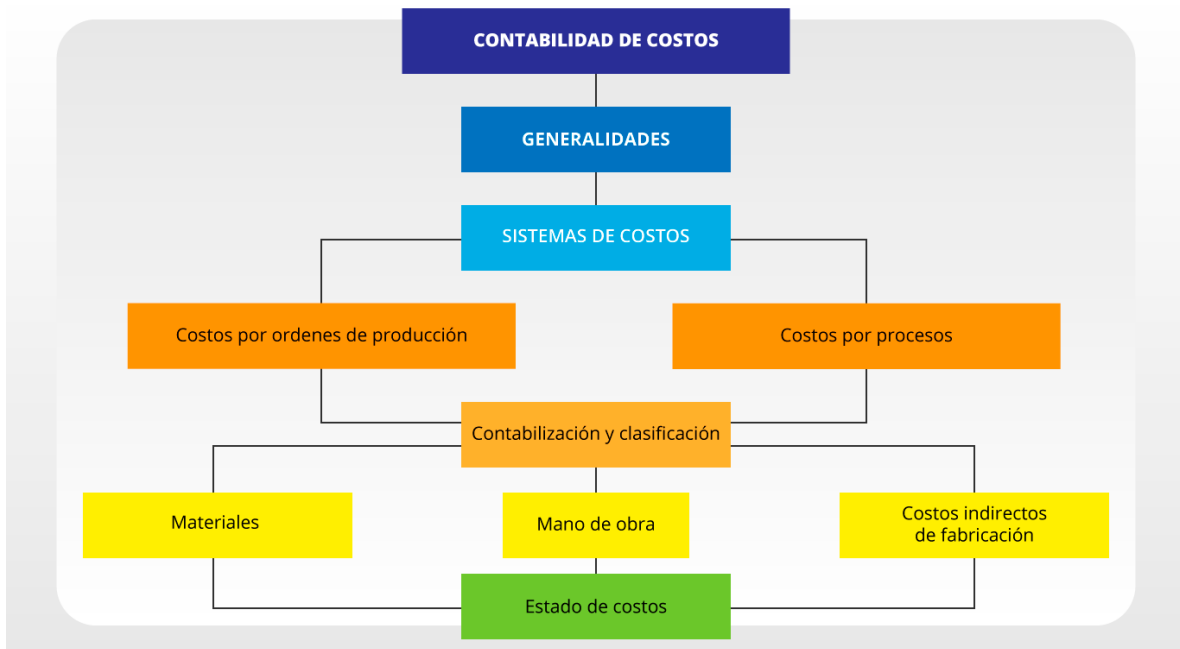 CONTABILIDAD DE COSTOS
GENERALIDADES
SISTEMAS DE COSTOS
Costos por ordenes de producción
Costos por procesos
Contabilización y clasificación
Materiales
Mano de obra
Costos indirectos
de fabricación
Estado de costos